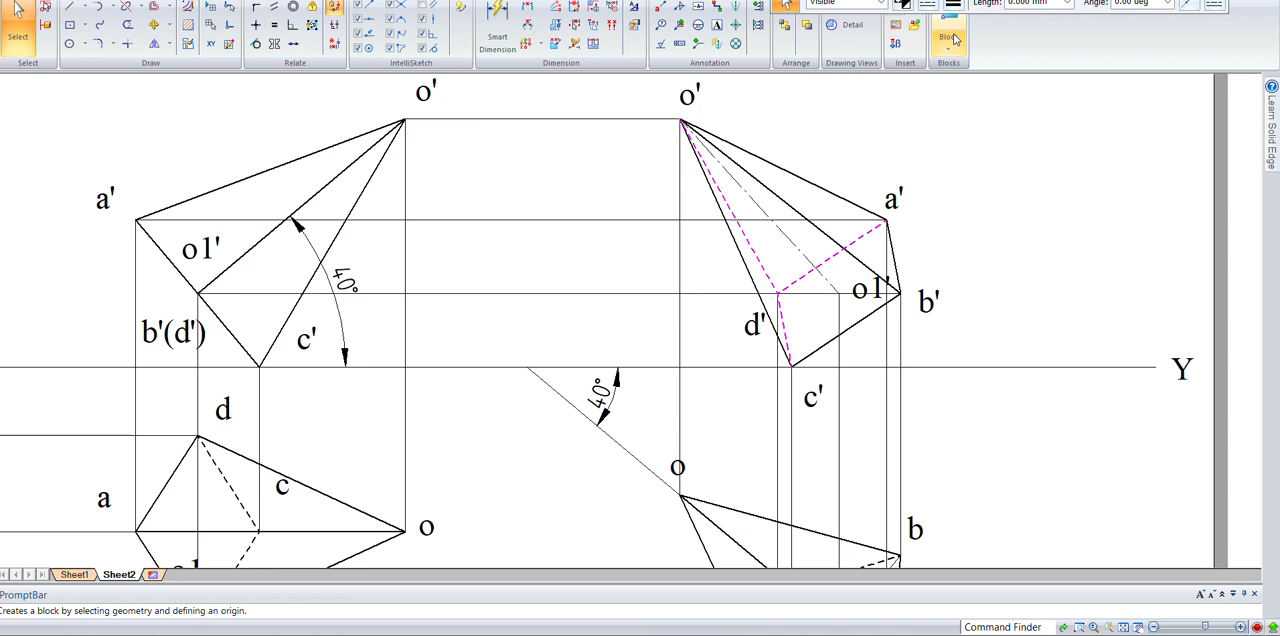 Visible
Length: 0.000 mm
Angle: 0.00 deg
Select
Smart
Dimension
Detail
Bloc
Select
Draw
Relate
IntelliSketch
Dimension
Annotation
Arrange
Drawing Views
Insert
Blocks
Learn Solid Edge
o'
o'
a'
a'
o1'
40°
o1'
b'
b'(d')
c'
d'
Y
40°
c'
d
o
c
a
o
b
Sheet1
Sheet2
PromptBar
Creates a block by selecting geometry and defining an origin.
Command Finder